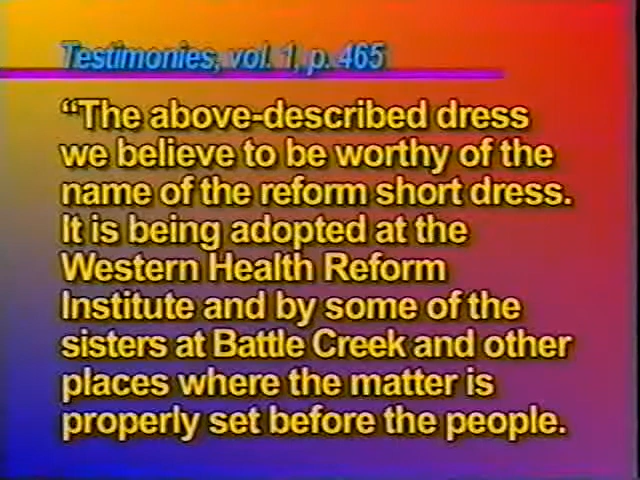 Testimonies, vol. 1, p. 465
“The above-described dress
we believe to be worthy of the
name of the reform short dress.
It is being adopted at the
Western Health Reform
Institute and by some of the
sisters at Battle Creek and other
places where the matter is
properly set before the people.